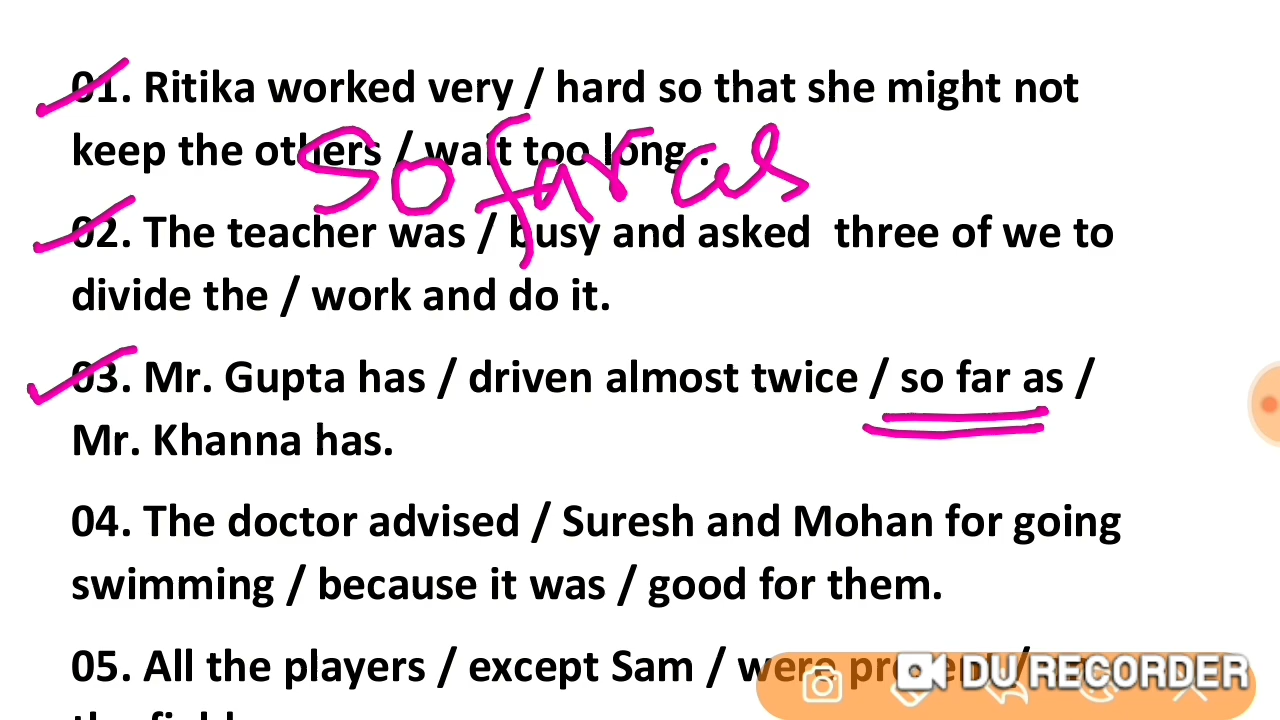 01. Ritika worked very / hard so that she might not
keep the others / wait too long .
so far as
02. The teacher was / busy and asked three of we to
divide the / work and do it.
03. Mr. Gupta has / driven almost twice / so far as /
Mr. Khanna has.
04. The doctor advised / Suresh and Mohan for going
swimming / because it was / good for them.
05. All the players / except Sam / were present /
DU RECORDER